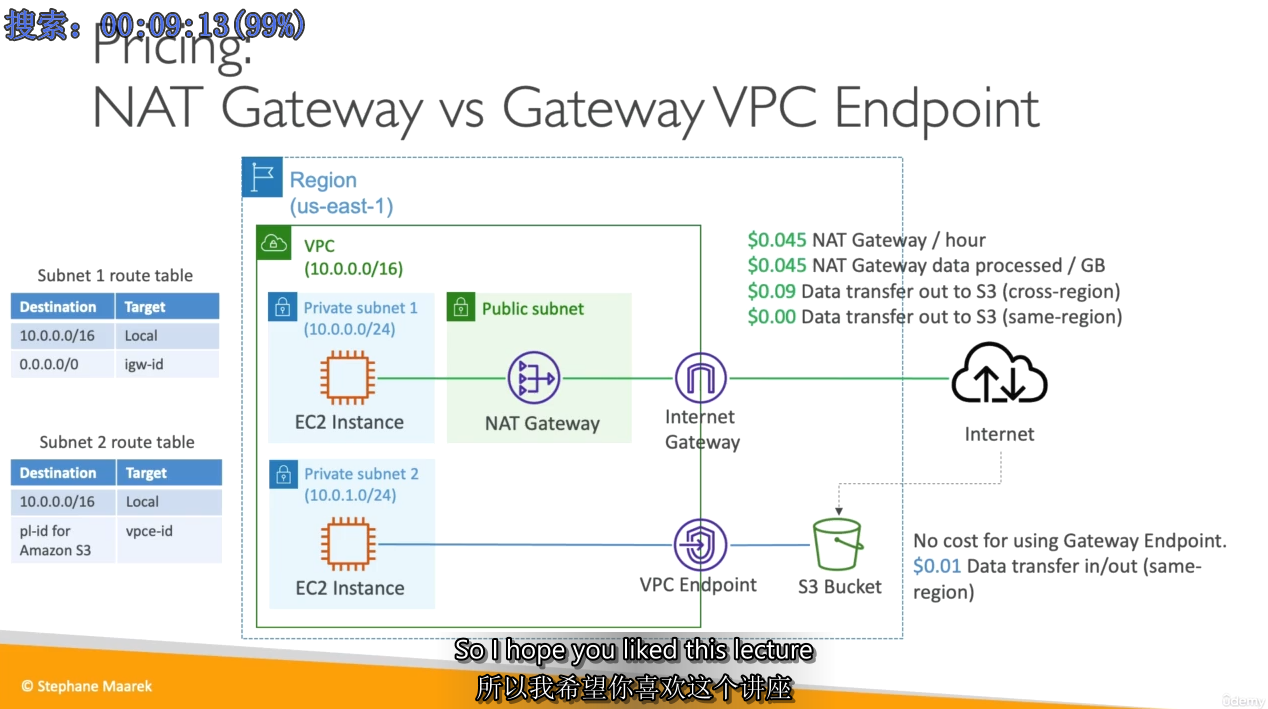 搜索：00:09:13(99%)
Pricing:
NAT Gateway vs Gateway VPC Endpoint
Region
(us-east-1)
VPC
(10.0.0.0/16)
$0.045 NAT Gateway / hour
$0.045 NAT Gateway data processed / GB
$0.09 Data transfer out to S3 (cross-region)
$0.00 Data transfer out to S3 (same-region)
Subnet 1 route table
Destination Target
10.0.0.0/16 Local
0.0.0.0/0 igw-id
Private subnet 1
(10.0.0.0/24)
EC2 Instance
Public subnet
NAT Gateway
Internet
Gateway
Internet
Subnet 2 route table
Destination Target
10.0.0.0/16 Local
pl-id for
Amazon S3
vpce-id
Private subnet 2
(10.0.1.0/24)
EC2 Instance
VPC Endpoint
S3 Bucket
No cost for using Gateway Endpoint.
$0.01 Data transfer in/out (same-
region)
So I hope you liked this lecture
所以我希望你喜欢这个讲座
© Stephane Maarek
ûdemy